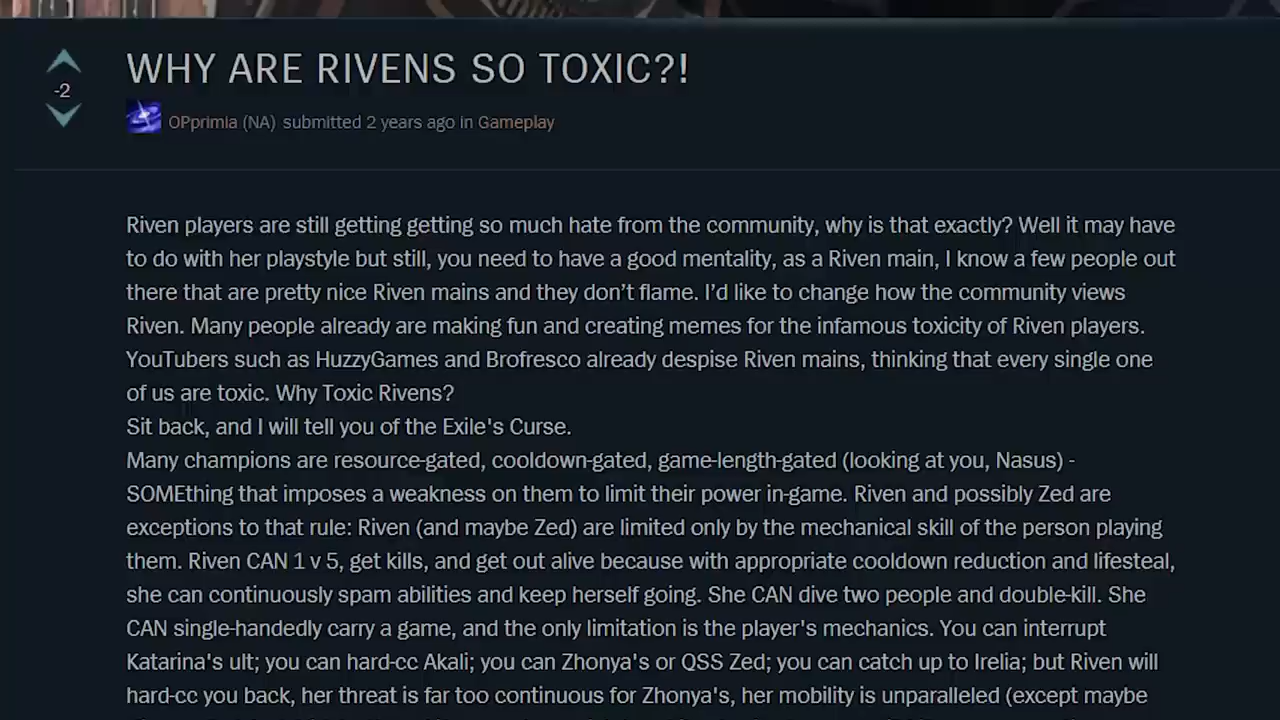 WHY ARE RIVENS SO TOXIC?!
-2
OPprimia (NA) submitted 2 years ago in Gameplay
Riven players are still getting getting so much hate from the community, why is that exactly? Well it may have
to do with her playstyle but still, you need to have a good mentality, as a Riven main, I know a few people out
there that are pretty nice Riven mains and they don’t flame. I’d like to change how the community views
Riven. Many people already are making fun and creating memes for the infamous toxicity of Riven players.
YouTubers such as HuzzyGames and Brofresco already despise Riven mains, thinking that every single one
of us are toxic. Why Toxic Rivens?
Sit back, and I will tell you of the Exile's Curse.
Many champions are resource-gated, cooldown-gated, game-length-gated (looking at you, Nasus) -
SOMEthing that imposes a weakness on them to limit their power in-game. Riven and possibly Zed are
exceptions to that rule: Riven (and maybe Zed) are limited only by the mechanical skill of the person playing
them. Riven CAN 1 v 5, get kills, and get out alive because with appropriate cooldown reduction and lifesteal,
she can continuously spam abilities and keep herself going. She CAN dive two people and double-kill. She
CAN single-handedly carry a game, and the only limitation is the player's mechanics. You can interrupt
Katarina's ult; you can hard-cc Akali; you can Zhonya's or QSS Zed; you can catch up to Irelia; but Riven will
hard-cc you back, her threat is far too continuous for Zhonya's, her mobility is unparalleled (except maybe